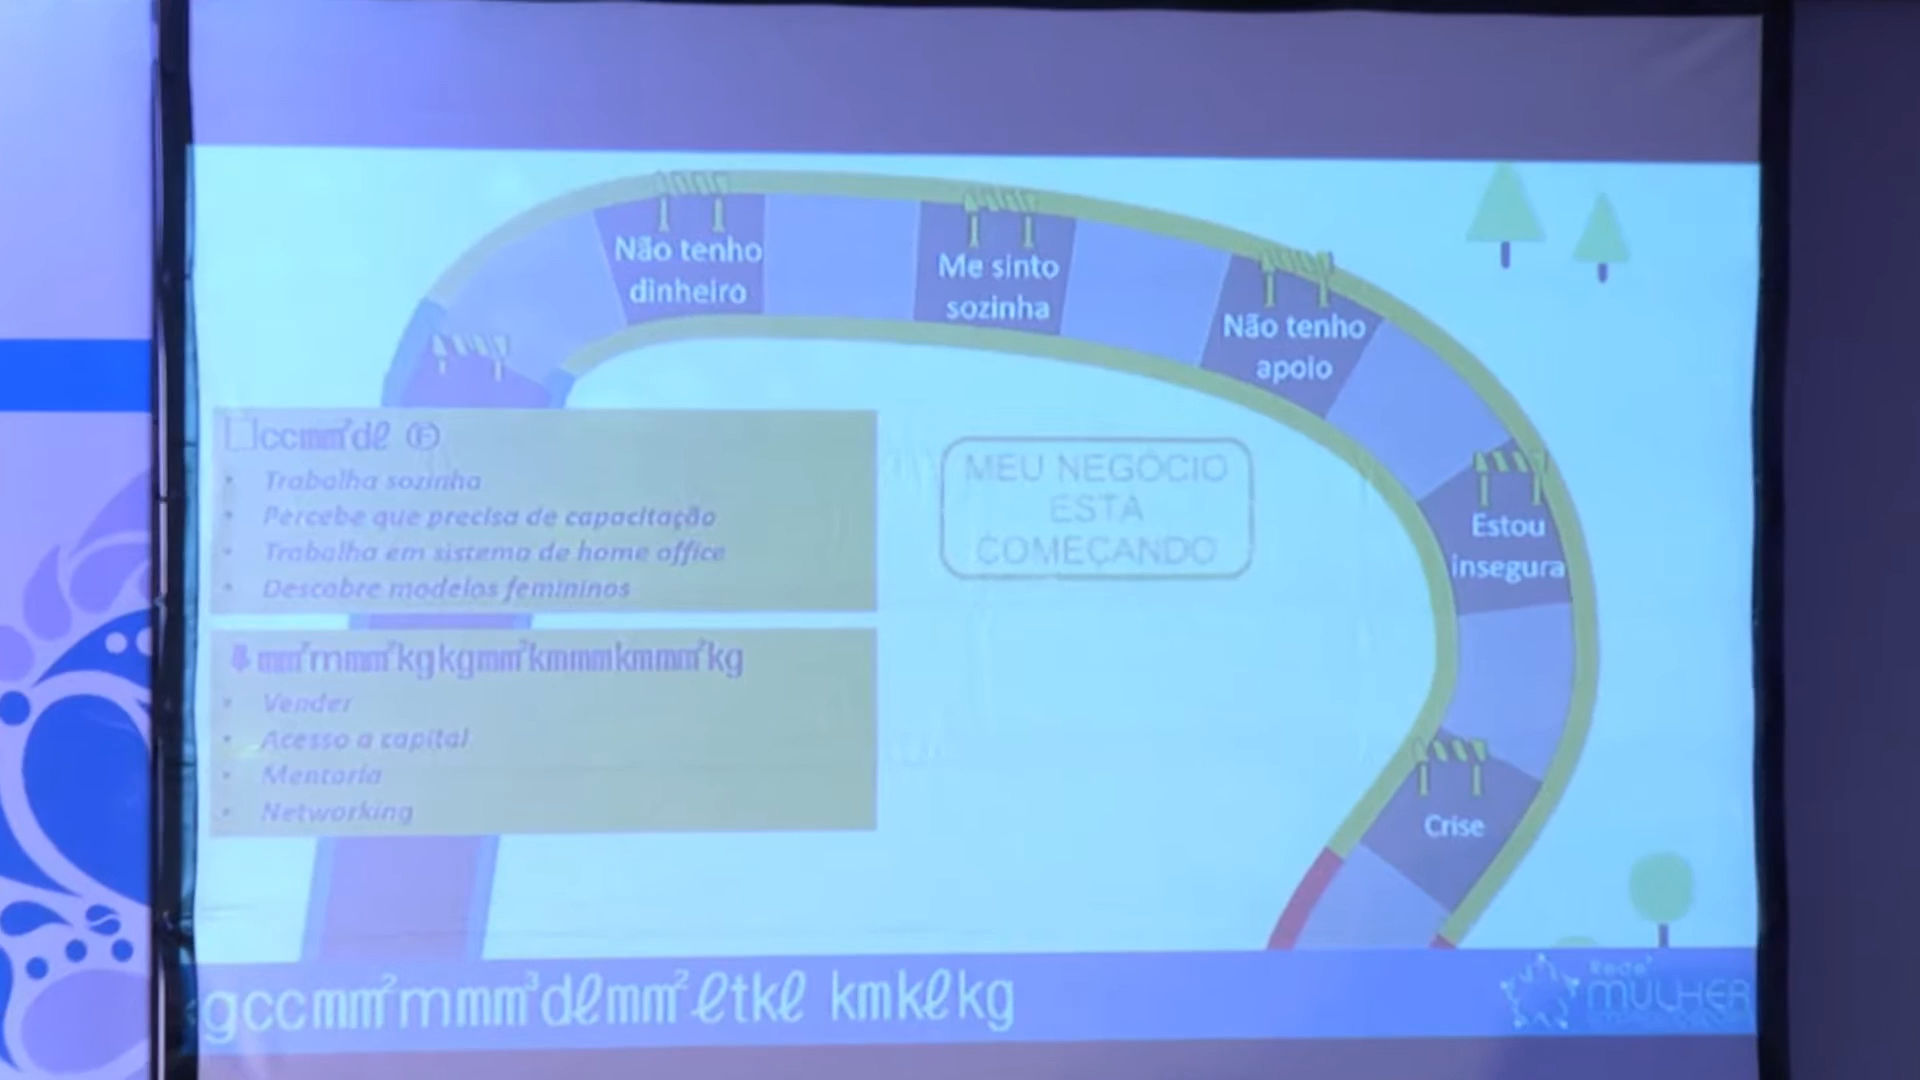 Não tenho
dinheiro
Me sinto
sozinha
Não tenho
apoio
Estou
insegura
Crise
MEU NEGÓCIO
ESTÁ
COMEÇANDO
• Trabalha sozinha
• Percebe que precisa de capacitação
• Trabalha em sistema de home office
• Descobre modelos femininos
• Vender
• Acesso a capital
• Mentoria
• Networking
Rede
MULHER